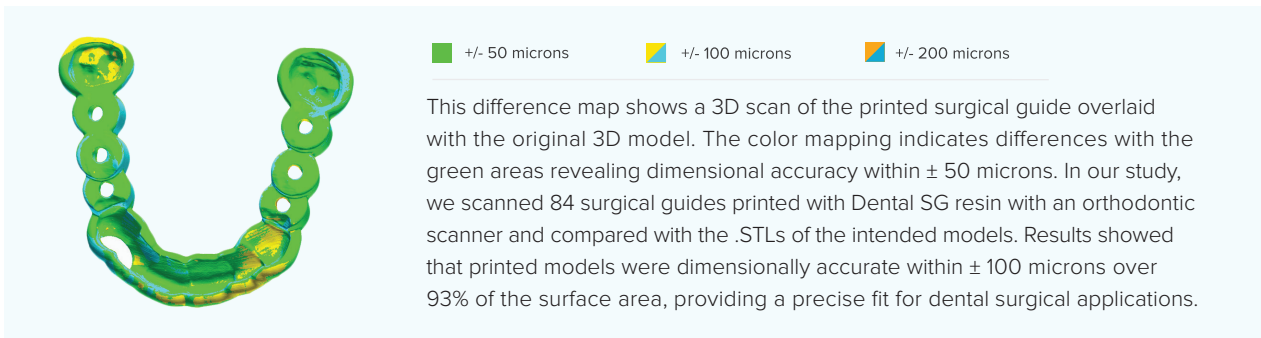 +/- 50 microns
+/- 100 microns
+/- 200 microns
This difference map shows a 3D scan of the printed surgical guide overlaid
with the original 3D model. The color mapping indicates differences with the
green areas revealing dimensional accuracy within ± 50 microns. In our study,
we scanned 84 surgical guides printed with Dental SG resin with an orthodontic
scanner and compared with the .STLs of the intended models. Results showed
that printed models were dimensionally accurate within ± 100 microns over
93% of the surface area, providing a precise fit for dental surgical applications.